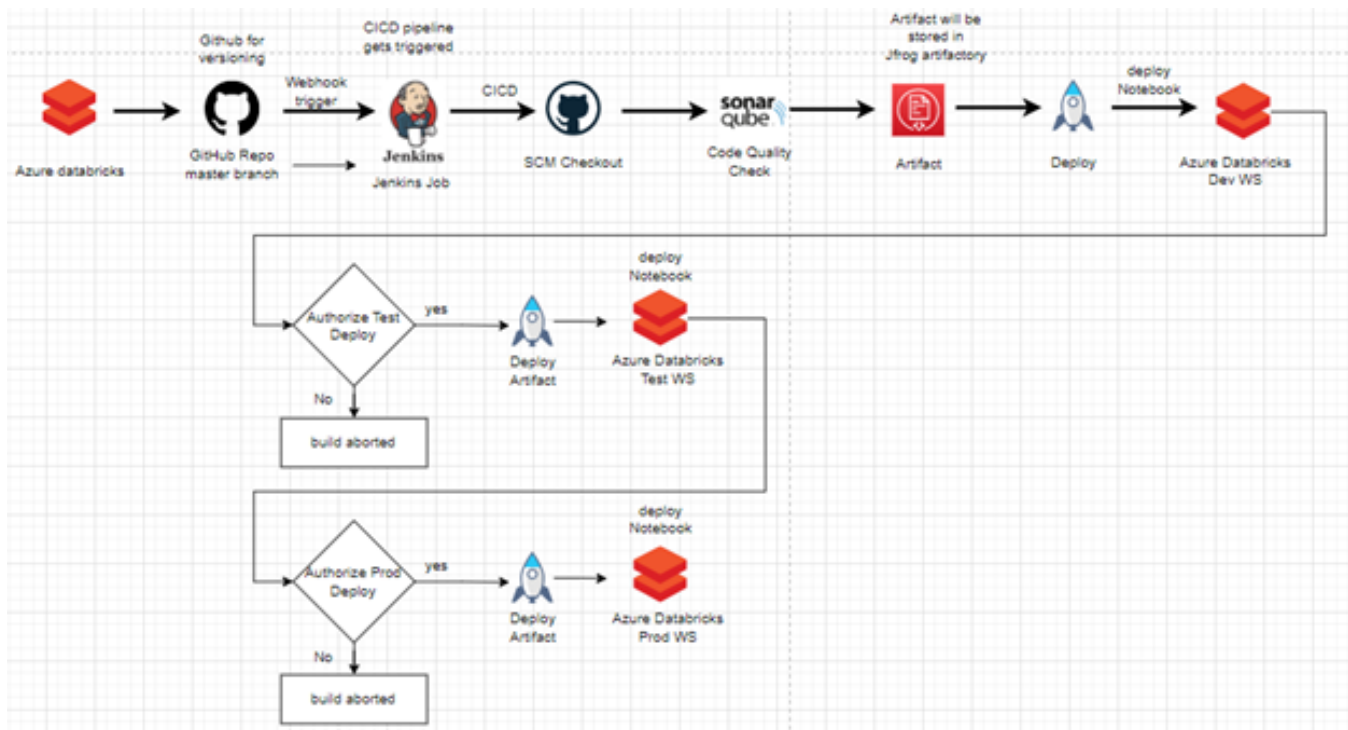 Github for
versioning
CICD pipeline
gets triggered
Artifact will be
stored in
Jfrog artifactory
Webhook
trigger
CICD
deploy
Notebook
Jenkins
sonar
qube
Azure databricks
GitHub Repo
master branch
Jenkins Job
SCM Checkout
Code Quality
Check
Artifact
Deploy
Azure Databricks
Dev WS
Authorize Test
Deploy
yes
No
build aborted
Deploy
Artifact
deploy
Notebook
Azure Databricks
Test WS
Authorize Prod
Deploy
yes
No
build aborted
Deploy
Artifact
deploy
Notebook
Azure Databricks
Prod WS